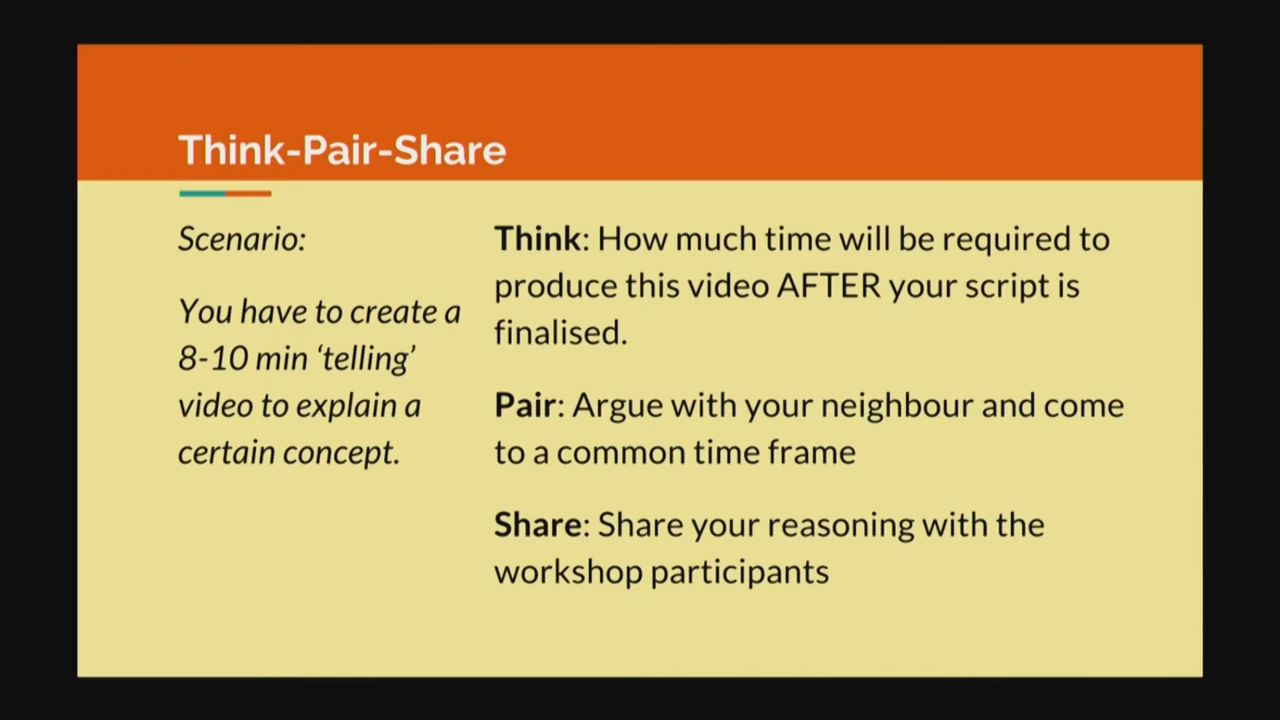 Think-Pair-Share
Scenario:
You have to create a
8-10 min ‘telling’
video to explain a
certain concept.
Think: How much time will be required to
produce this video AFTER your script is
finalised.
Pair: Argue with your neighbour and come
to a common time frame
Share: Share your reasoning with the
workshop participants